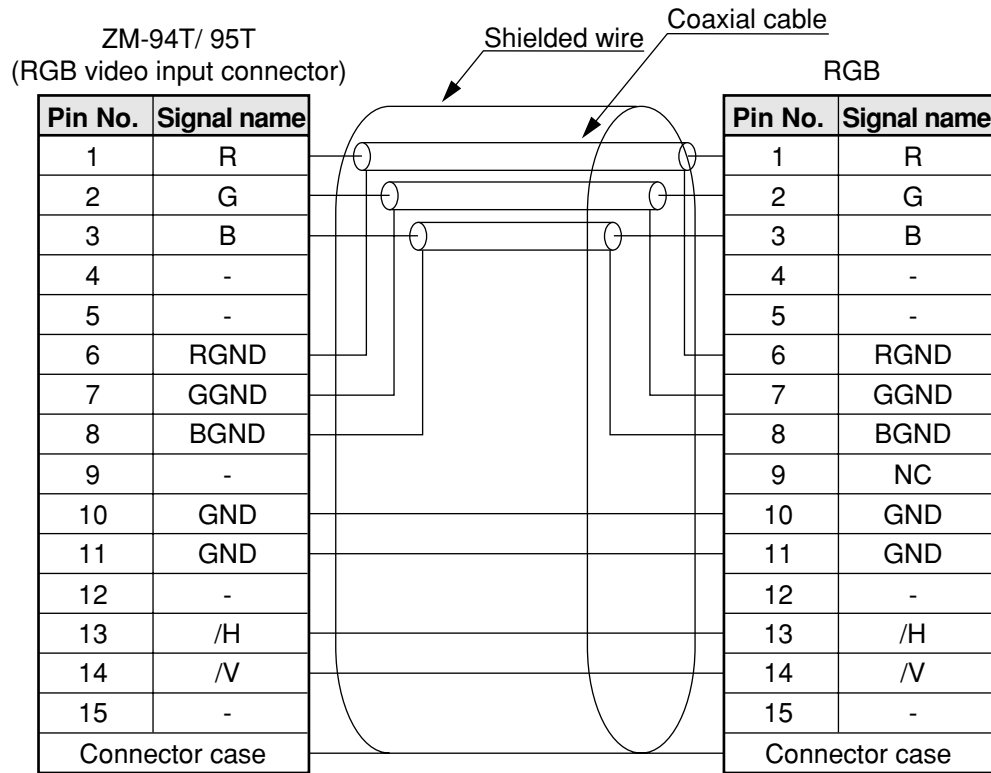 Coaxial cable
ZM-94T/ 95T
Shielded wire
(RGB video input connector)
RGB
Pin No. Signal name Pin No. Signal name
1 R 1 R
2 G 2 G
3 B 3 B
4 - 4 -
5 - 5 -
6 RGND 6 RGND
7 GGND 7 GGND
8 BGND 8 BGND
9 - 9 NC
10 GND 10 GND
11 GND 11 GND
12 - 12 -
13 /H 13 /H
14 /V 14 /V
15 - 15 -
Connector case Connector case